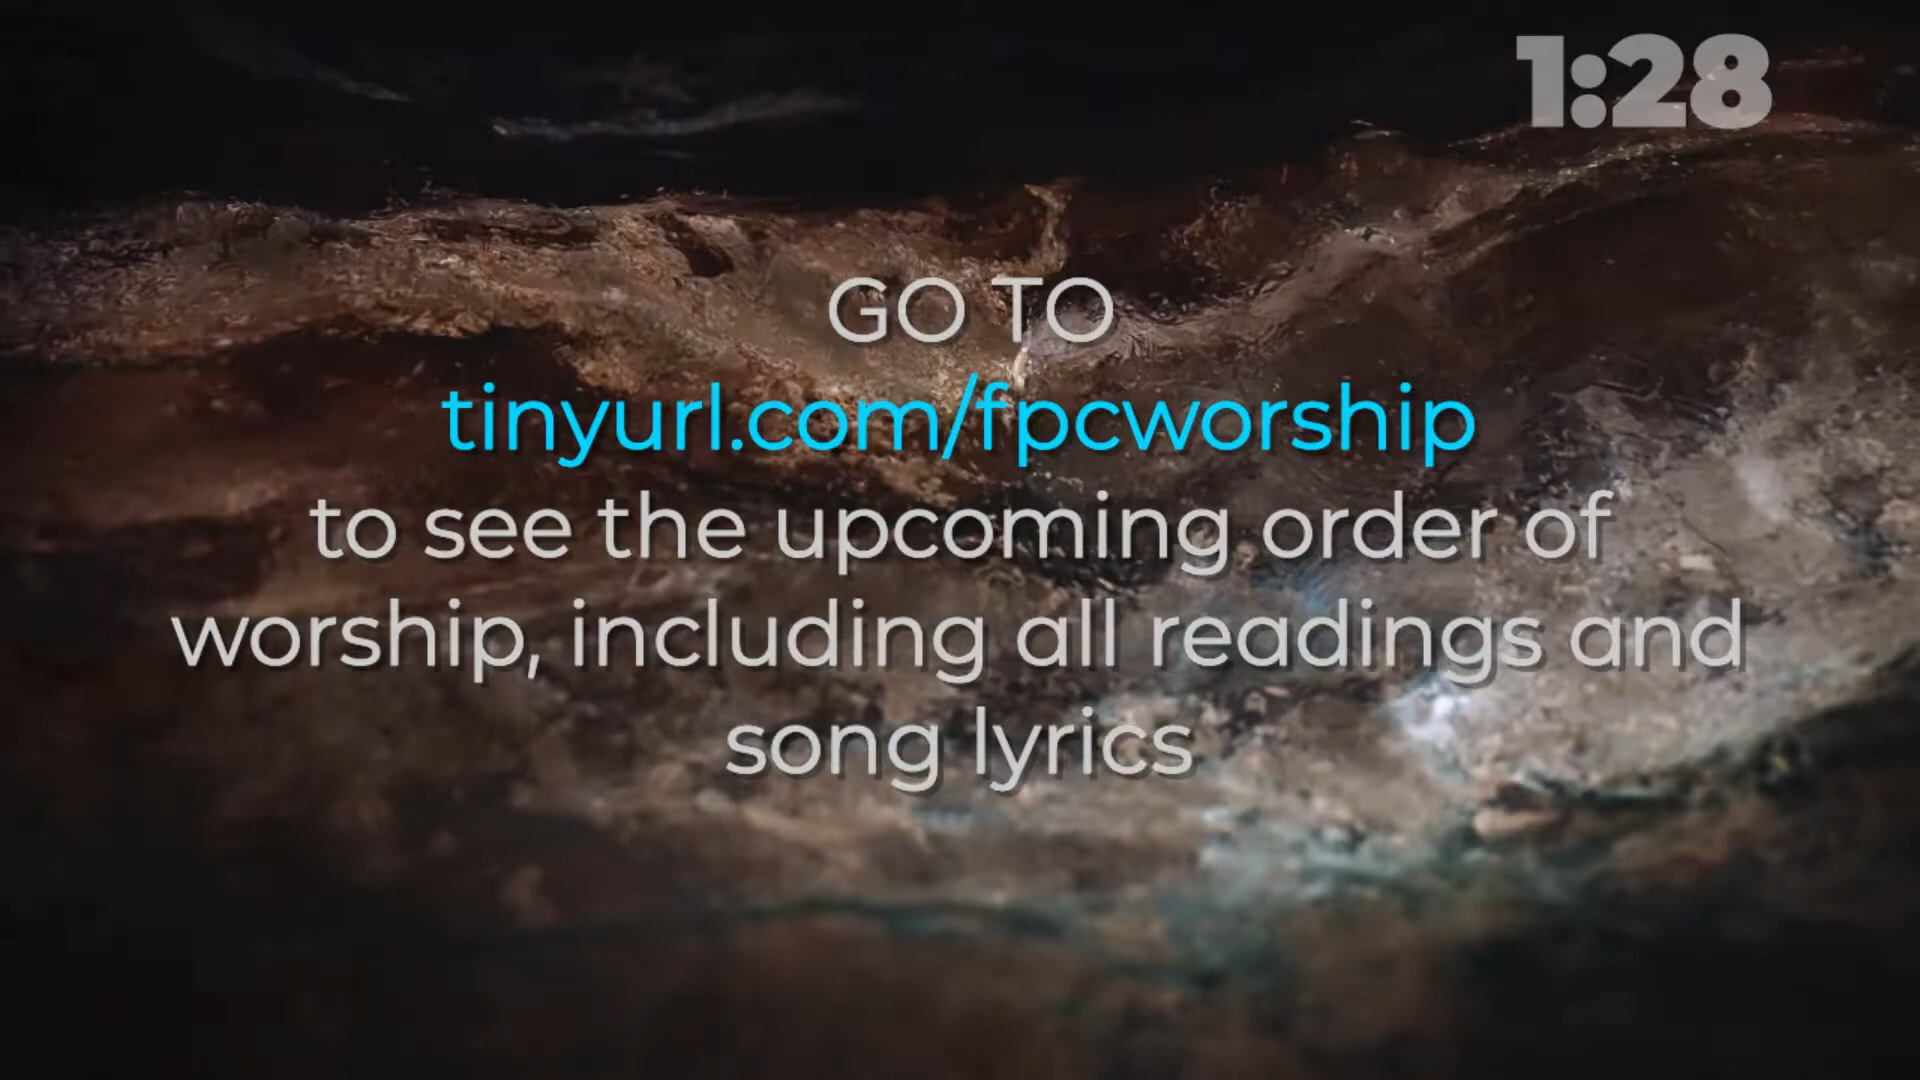 1:28
GO TO
tinyurl.com/fpcworship
to see the upcoming order of
worship, including all readings and
song lyrics